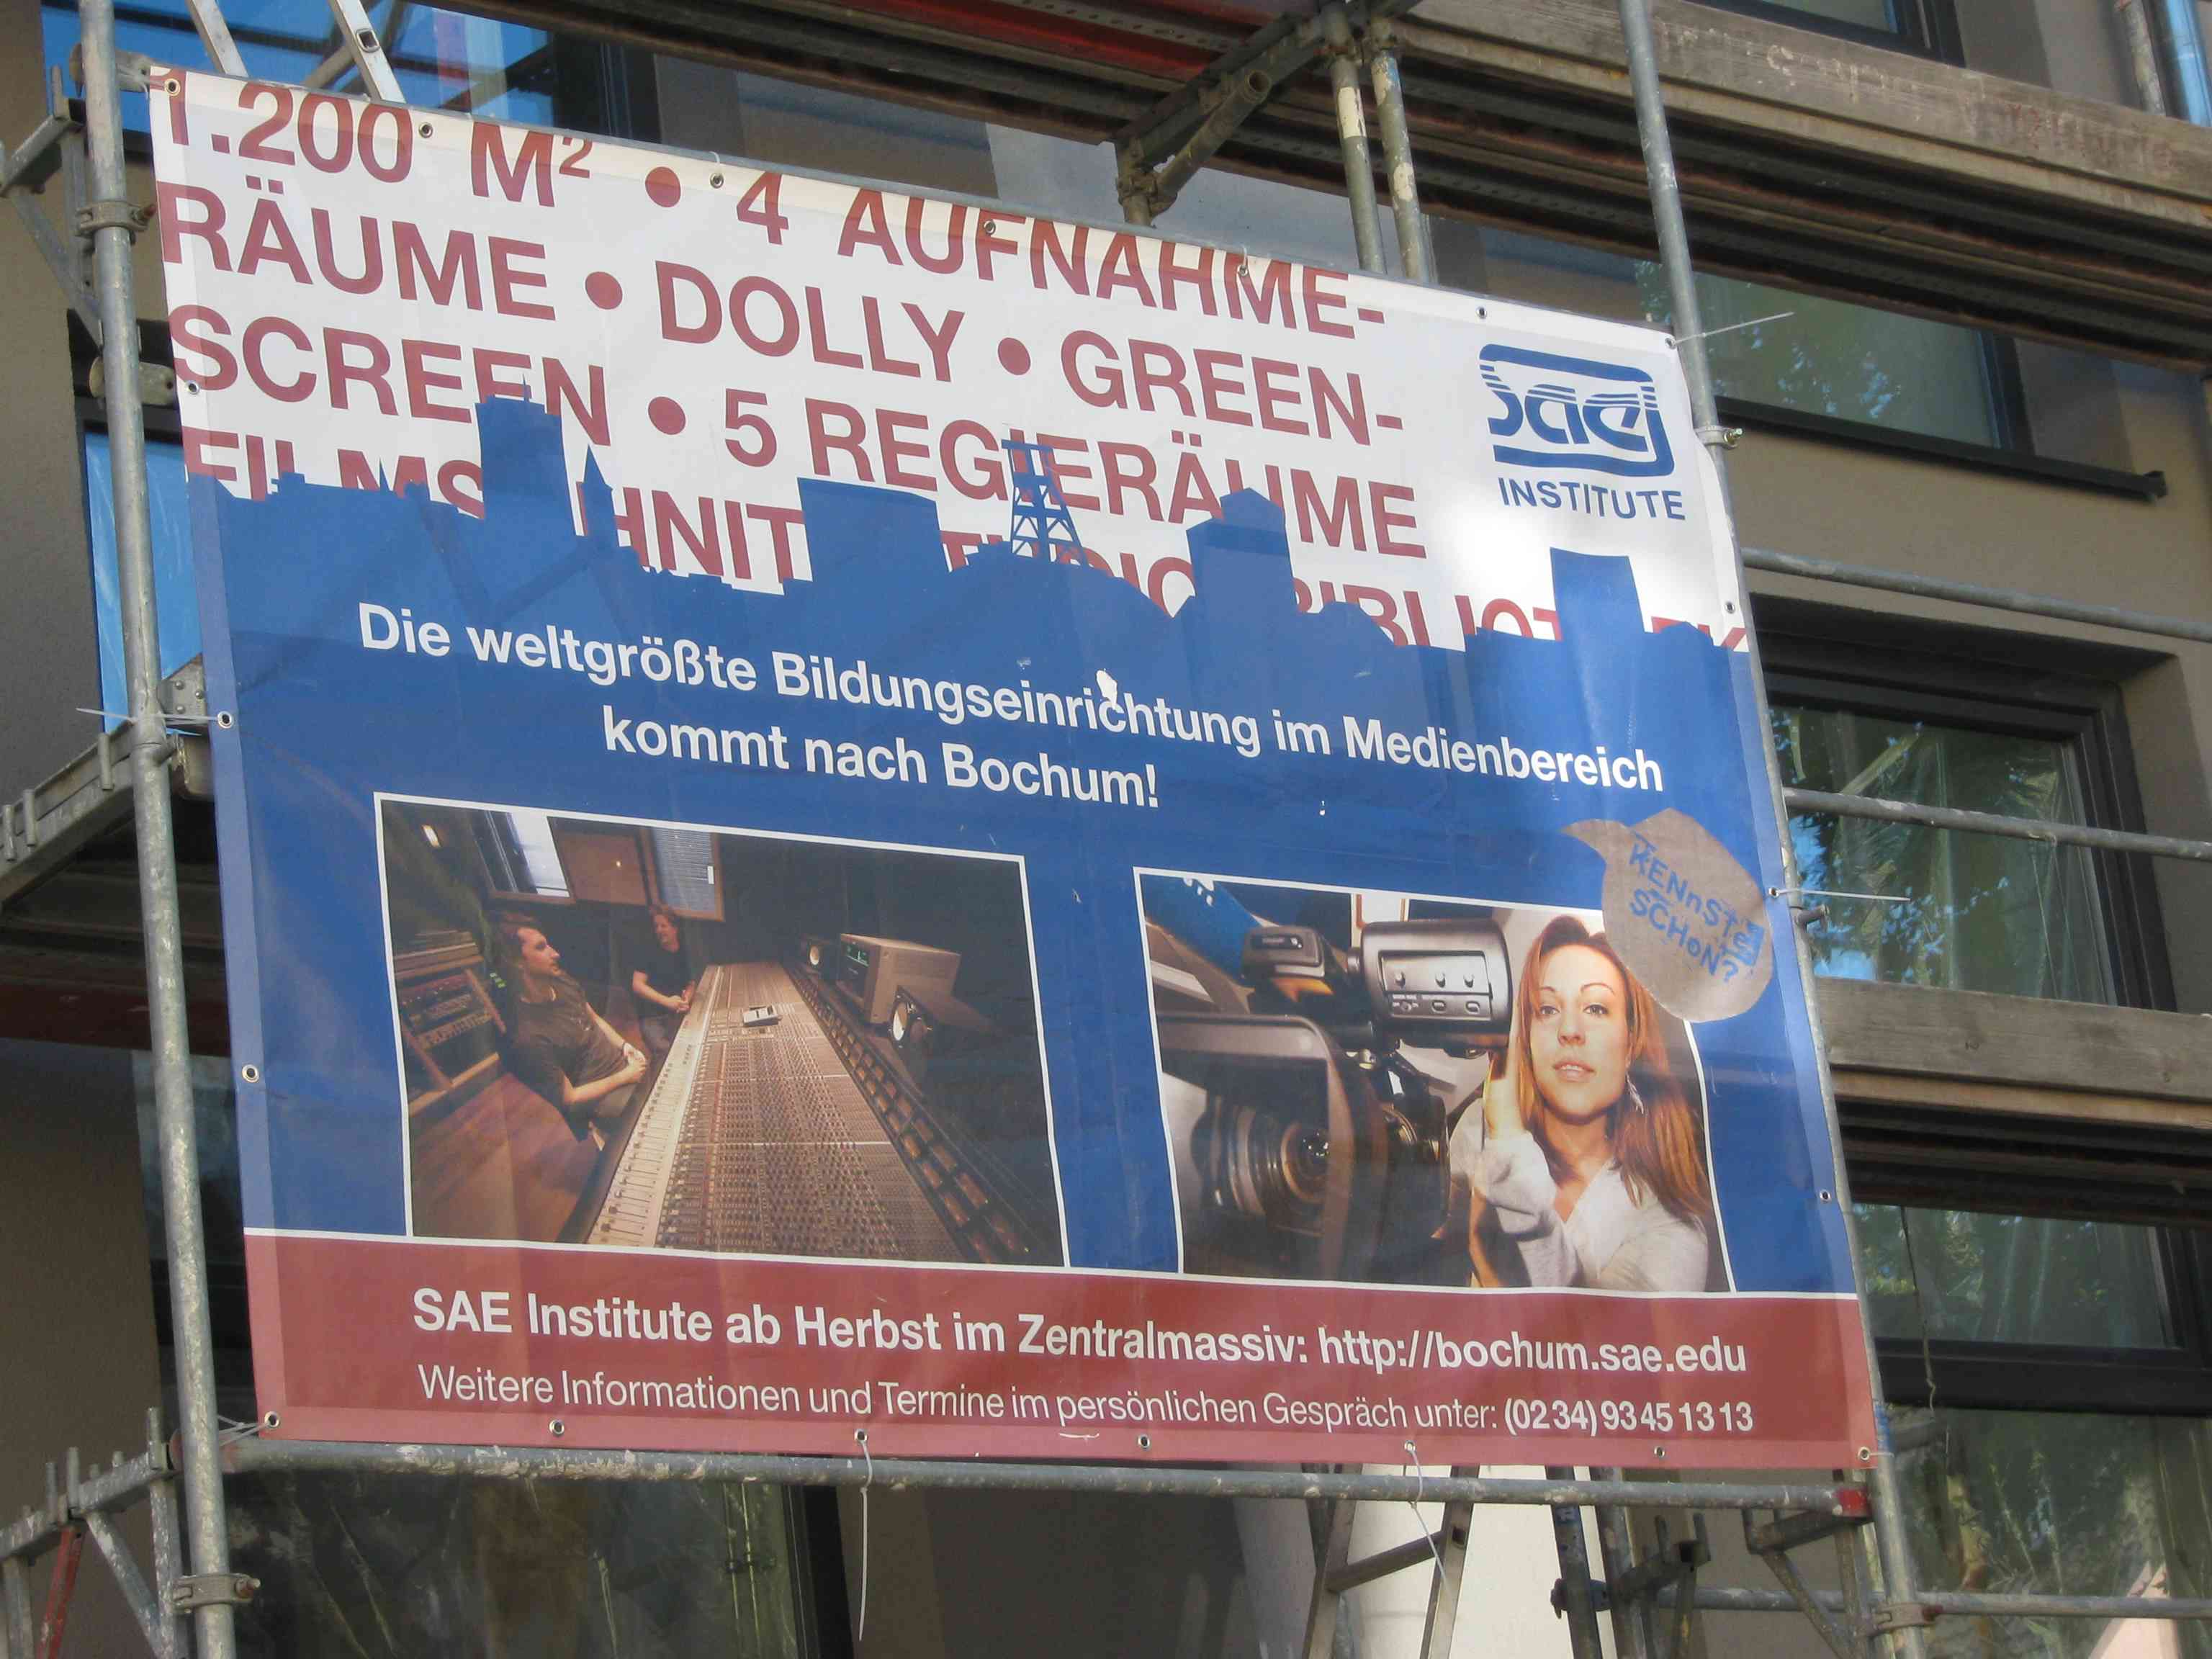 1.200 M² • 4 AUFNAHME-
RÄUME • DOLLY • GREEN-
SCREEN • 5 REGIERÄUME
sae
INSTITUTE
Die weltgrößte Bildungseinrichtung im Medienbereich
kommt nach Bochum!
KENnSTe
SCHoN?
SAE Institute ab Herbst im Zentralmassiv: http://bochum.sae.edu
Weitere Informationen und Termine im persönlichen Gespräch unter: (02 34) 93 45 13 13